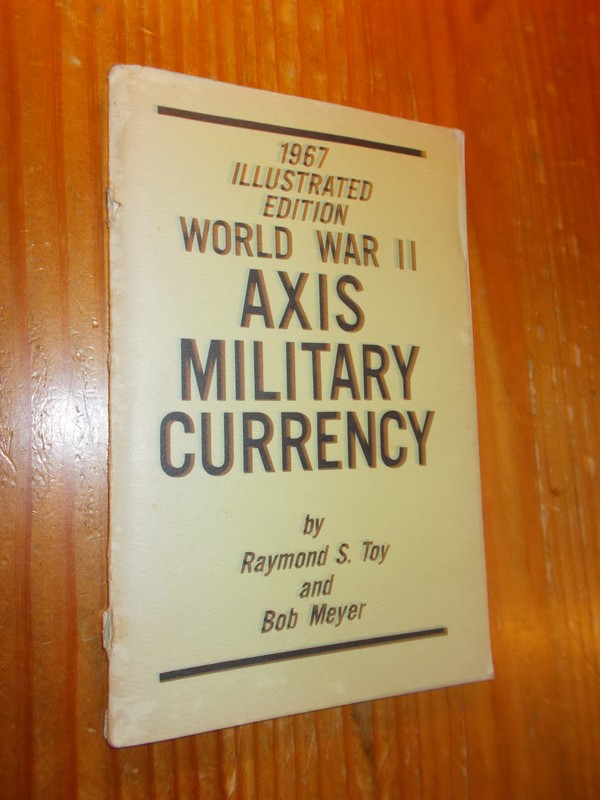 1967
ILLUSTRATED
EDITION
WORLD WAR II
AXIS
MILITARY
CURRENCY
by
Raymond S. Toy
and
Bob Meyer